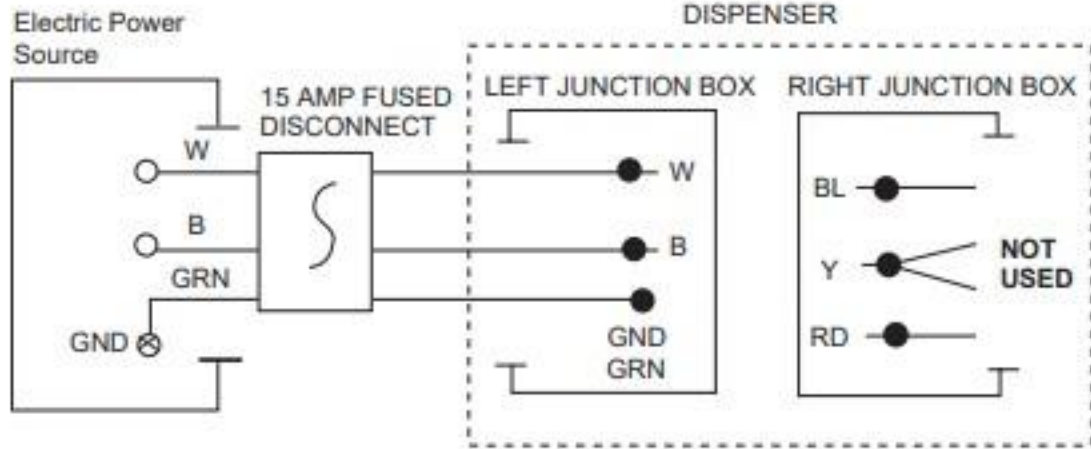 Electric Power
Source
DISPENSER
15 AMP FUSED
DISCONNECT
LEFT JUNCTION BOX
RIGHT JUNCTION BOX
W
B
GRN
GND
W
B
GND
GRN
BL
Y
RD
NOT
USED